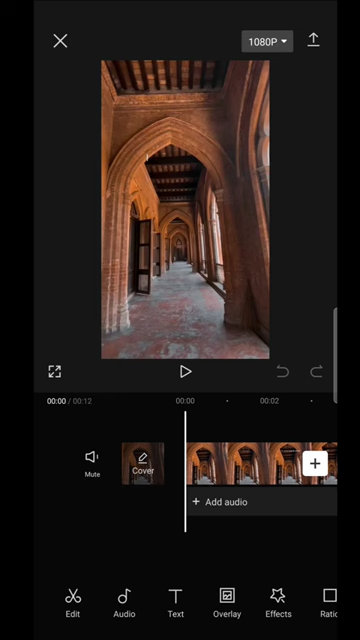 1080P
00:00 / 00:12
00:00
00:02
Mute
Cover
+ Add audio
Edit
Audio
Text
Overlay
Effects
Ratio